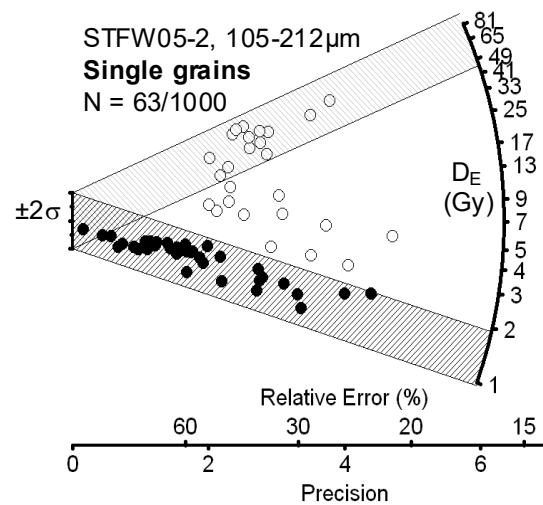 STFW05-2, 105-212µm
Single grains
N = 63/1000
±2σ
81
65
49
41
33
25
17
13
9
7
5
4
3
2
1
D_E
(Gy)
Relative Error (%)
60 30 20 15
0 2 4 6
Precision